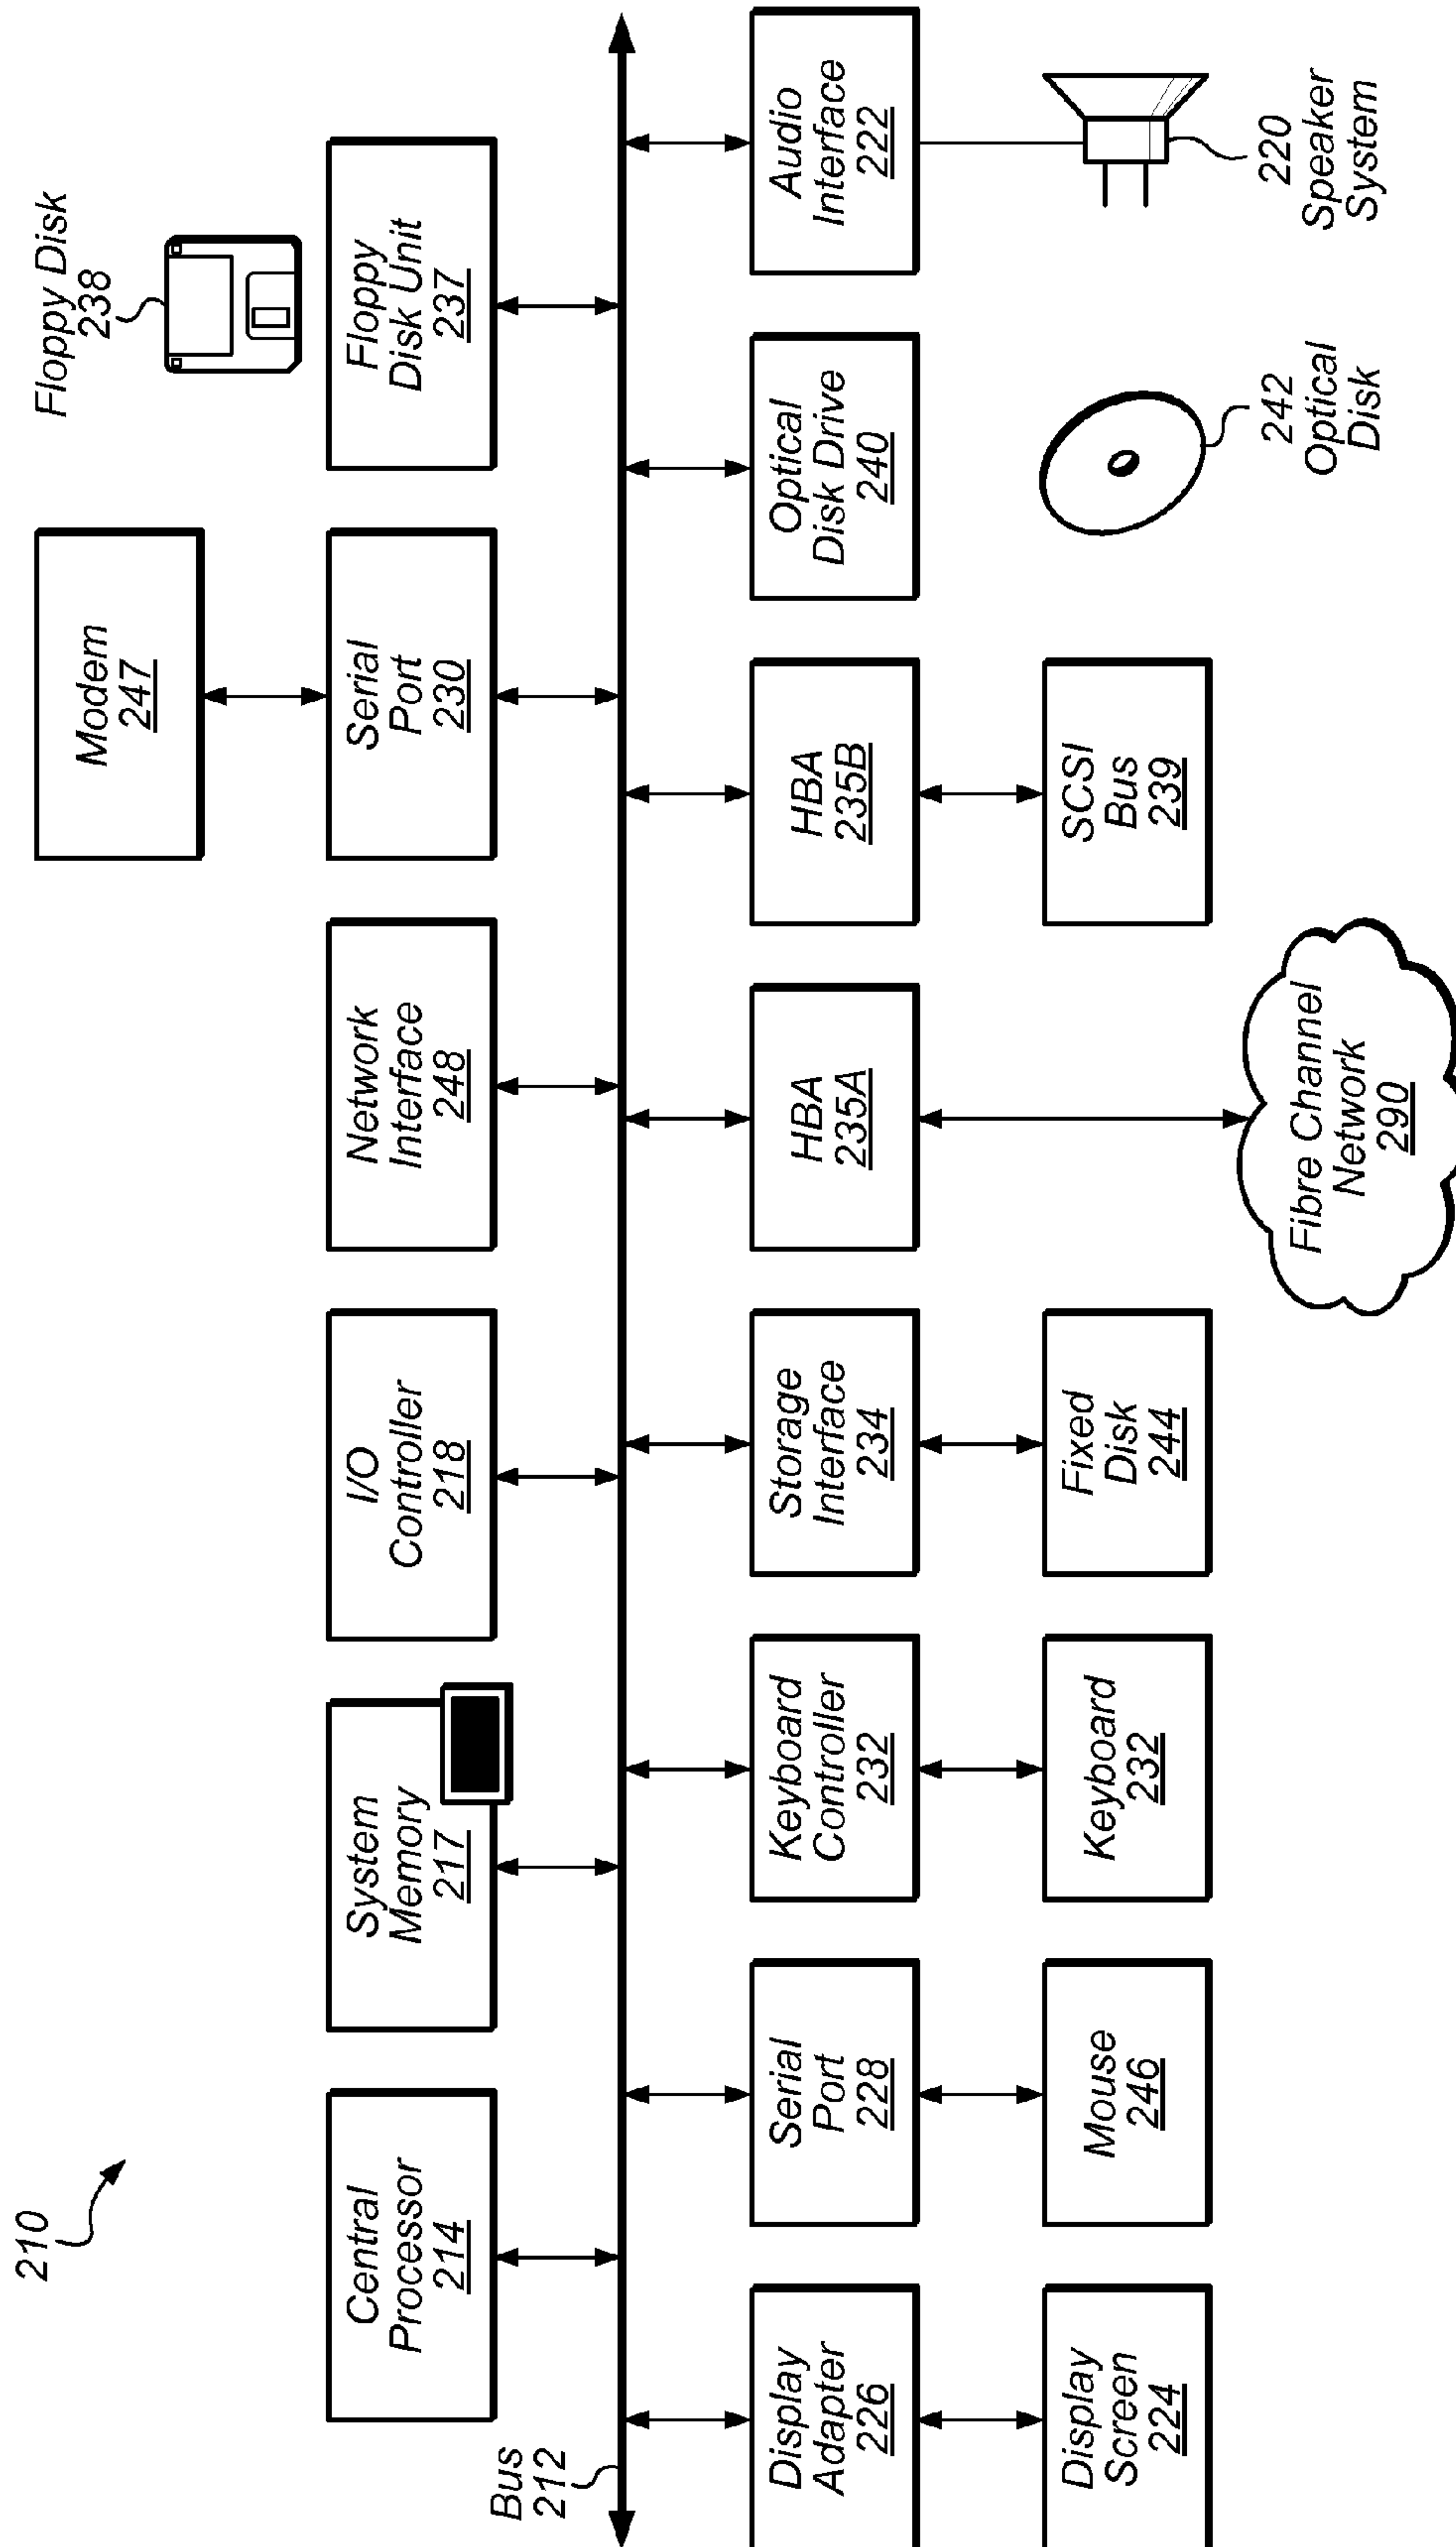 210
Modem
247
Floppy Disk
238
Central
Processor
214
System
Memory
217
I/O
Controller
218
Network
Interface
248
Serial
Port
230
Floppy
Disk Unit
237
Bus
212
Display
Adapter
226
Serial
Port
228
Keyboard
Controller
232
Storage
Interface
234
HBA
235A
HBA
235B
Optical
Disk Drive
240
Audio
Interface
222
Display
Screen
224
Mouse
246
Keyboard
232
Fixed
Disk
244
Fibre Channel
Network
290
SCSI
Bus
239
242
Optical
Disk
220
Speaker
System